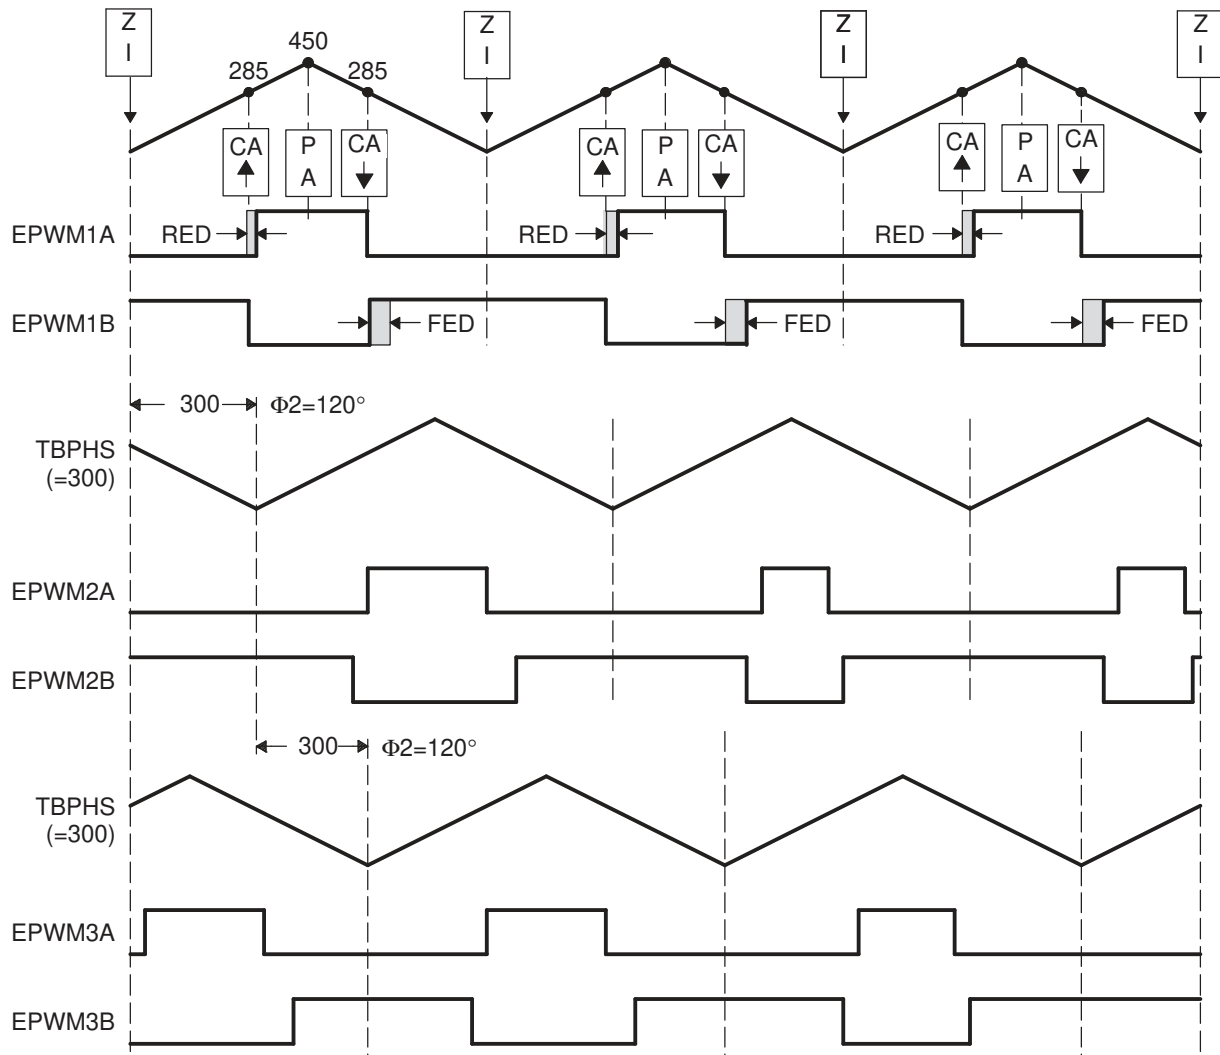 Z
I
Z
I
Z
I
Z
I
450
285
285
CA
P
A
CA
CA
P
A
CA
CA
P
A
CA
EPWM1A
RED
RED
RED
EPWM1B
FED
FED
FED
300
Φ2=120°
TBPHS
(=300)
EPWM2A
EPWM2B
300
Φ2=120°
TBPHS
(=300)
EPWM3A
EPWM3B